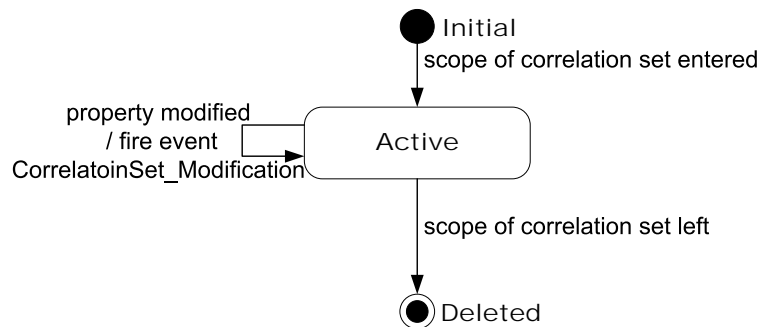 Initial
scope of correlation set entered
property modified
/ fire event
CorrelatoinSet_Modification
Active
scope of correlation set left
Deleted